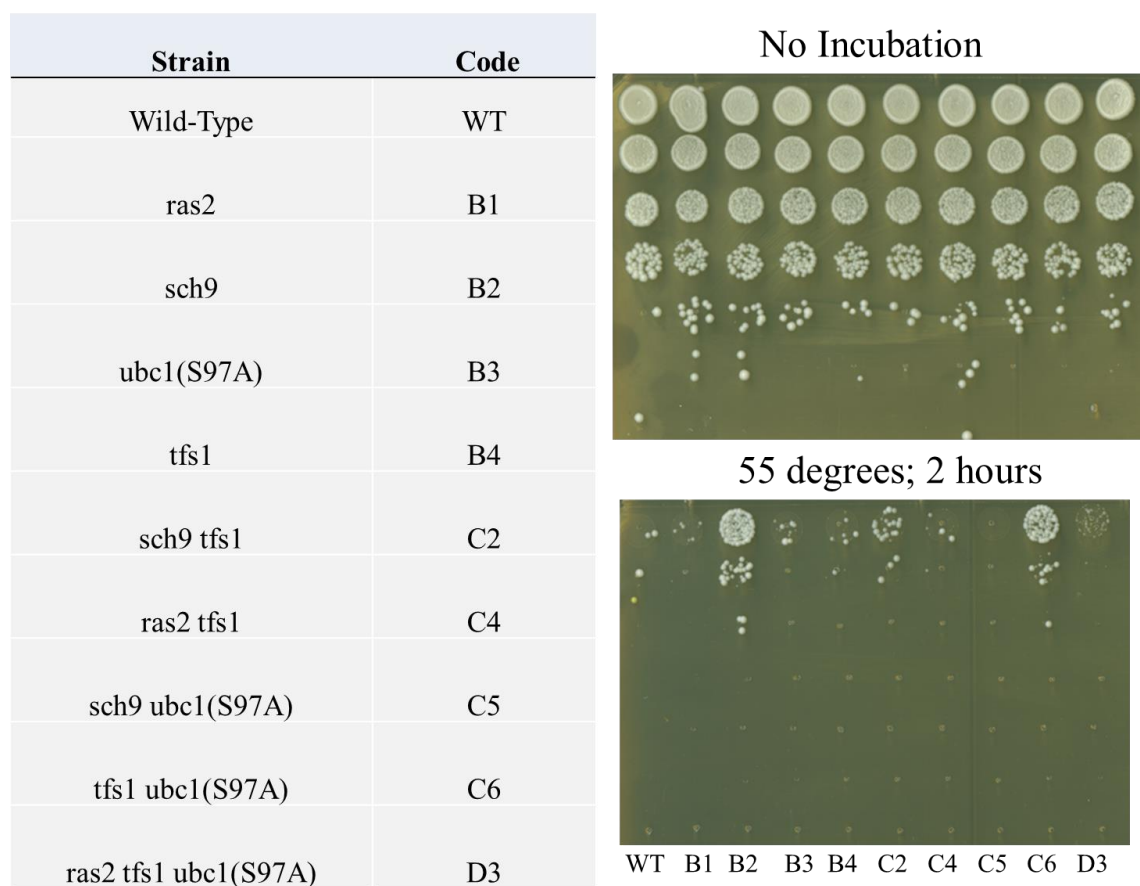 Strain Code
Wild-Type WT
ras2 B1
sch9 B2
ubc1(S97A) B3
tfs1 B4
sch9 tfs1 C2
ras2 tfs1 C4
sch9 ubc1(S97A) C5
tfs1 ubc1(S97A) C6
ras2 tfs1 ubc1(S97A) D3
No Incubation
55 degrees; 2 hours
WT B1 B2 B3 B4 C2 C4 C5 C6 D3